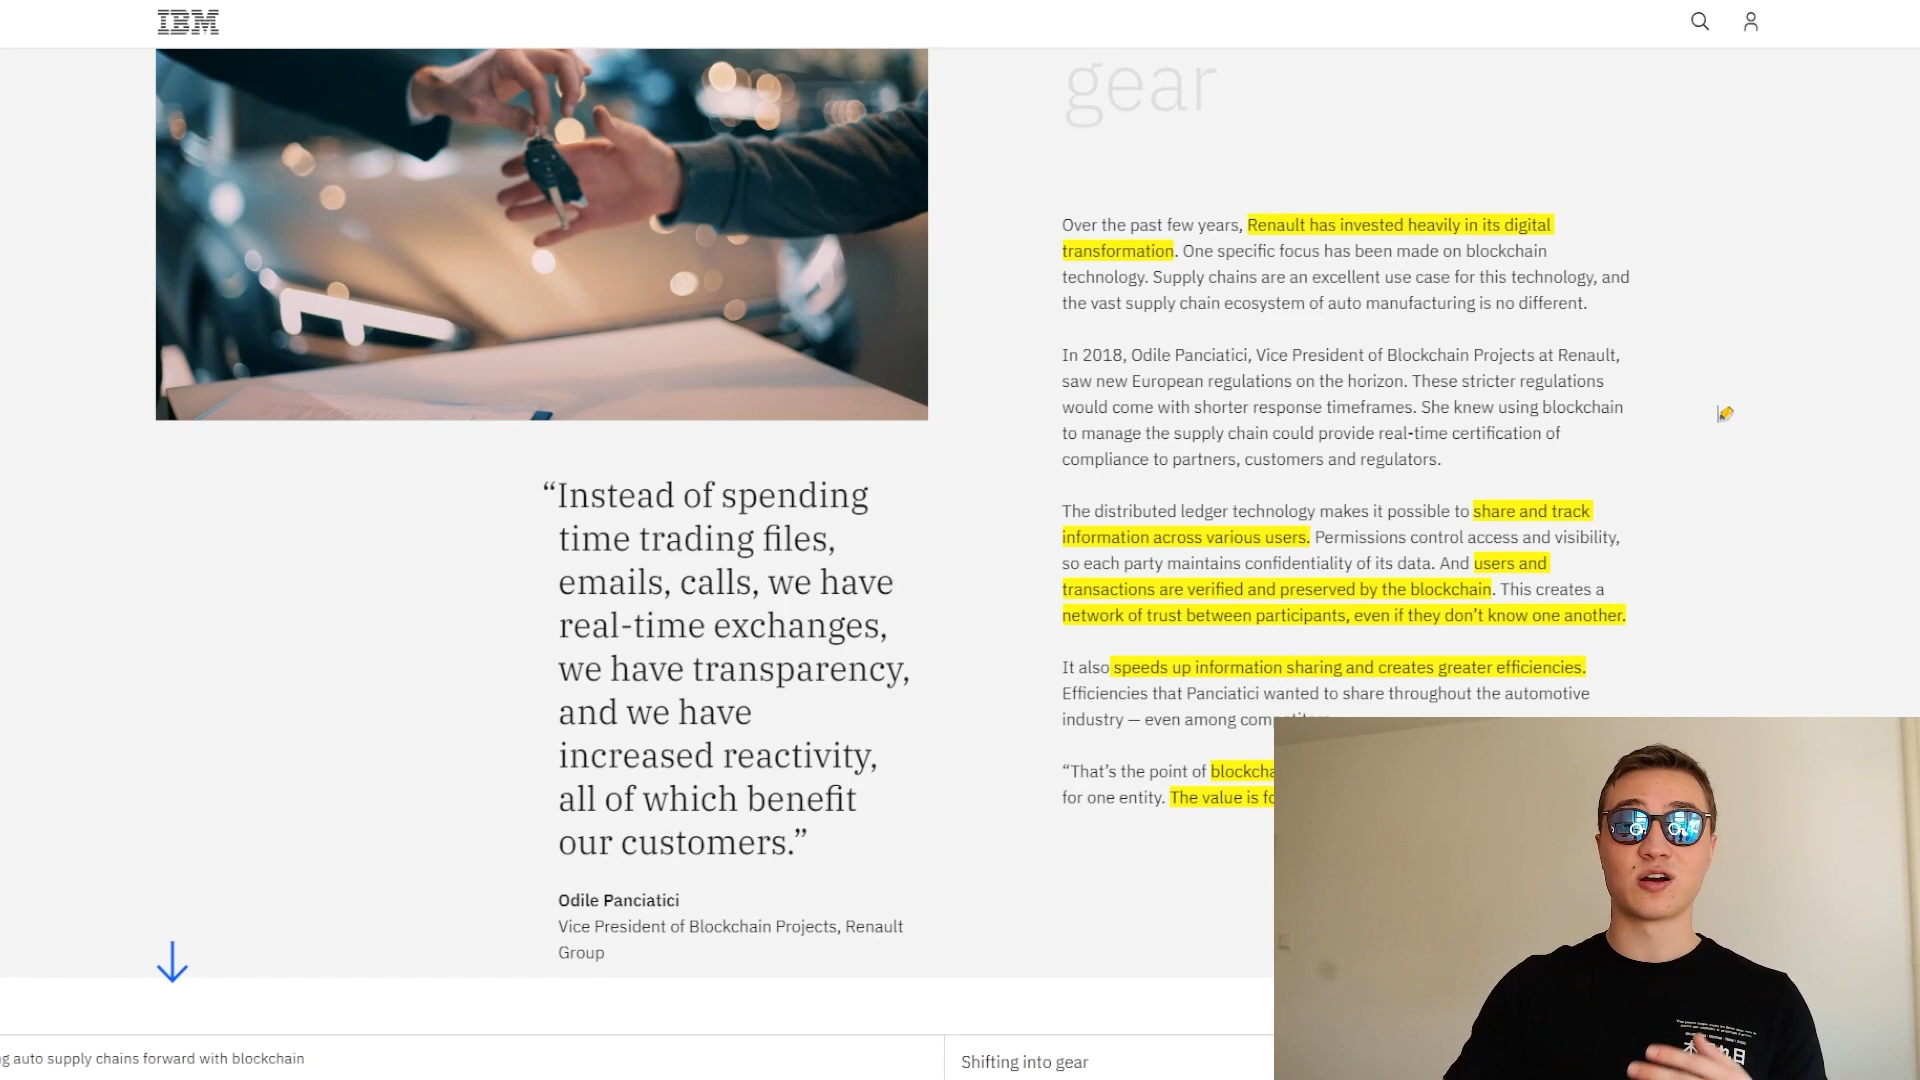 IBM
gear
Over the past few years, Renault has invested heavily in its digital
transformation. One specific focus has been made on blockchain
technology. Supply chains are an excellent use case for this technology, and
the vast supply chain ecosystem of auto manufacturing is no different.
In 2018, Odile Panciatici, Vice President of Blockchain Projects at Renault,
saw new European regulations on the horizon. These stricter regulations
would come with shorter response timeframes. She knew using blockchain
to manage the supply chain could provide real-time certification of
compliance to partners, customers and regulators.
The distributed ledger technology makes it possible to share and track
information across various users. Permissions control access and visibility,
so each party maintains confidentiality of its data. And users and
transactions are verified and preserved by the blockchain. This creates a
network of trust between participants, even if they don’t know one another.
It also speeds up information sharing and creates greater efficiencies.
Efficiencies that Panciatici wanted to share throughout the automotive
industry — even among
“That’s the point of
for one entity. The value is
“Instead of spending
time trading files,
emails, calls, we have
real-time exchanges,
we have transparency,
and we have
increased reactivity,
all of which benefit
our customers.”
Odile Panciatici
Vice President of Blockchain Projects, Renault
Group
auto supply chains forward with blockchain
Shifting into gear